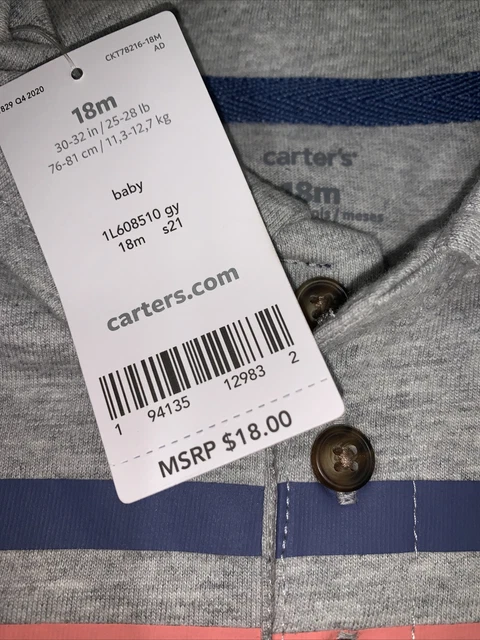 CKT78216-18M
AD
829 Q4 2020
18m
30-32 in / 25-28 lb
76-81 cm / 11,3-12,7 kg
baby
1L608510 gy
18m s21
carters.com
1 94135 12983 2
MSRP $18.00
carter's
18m
/ meses